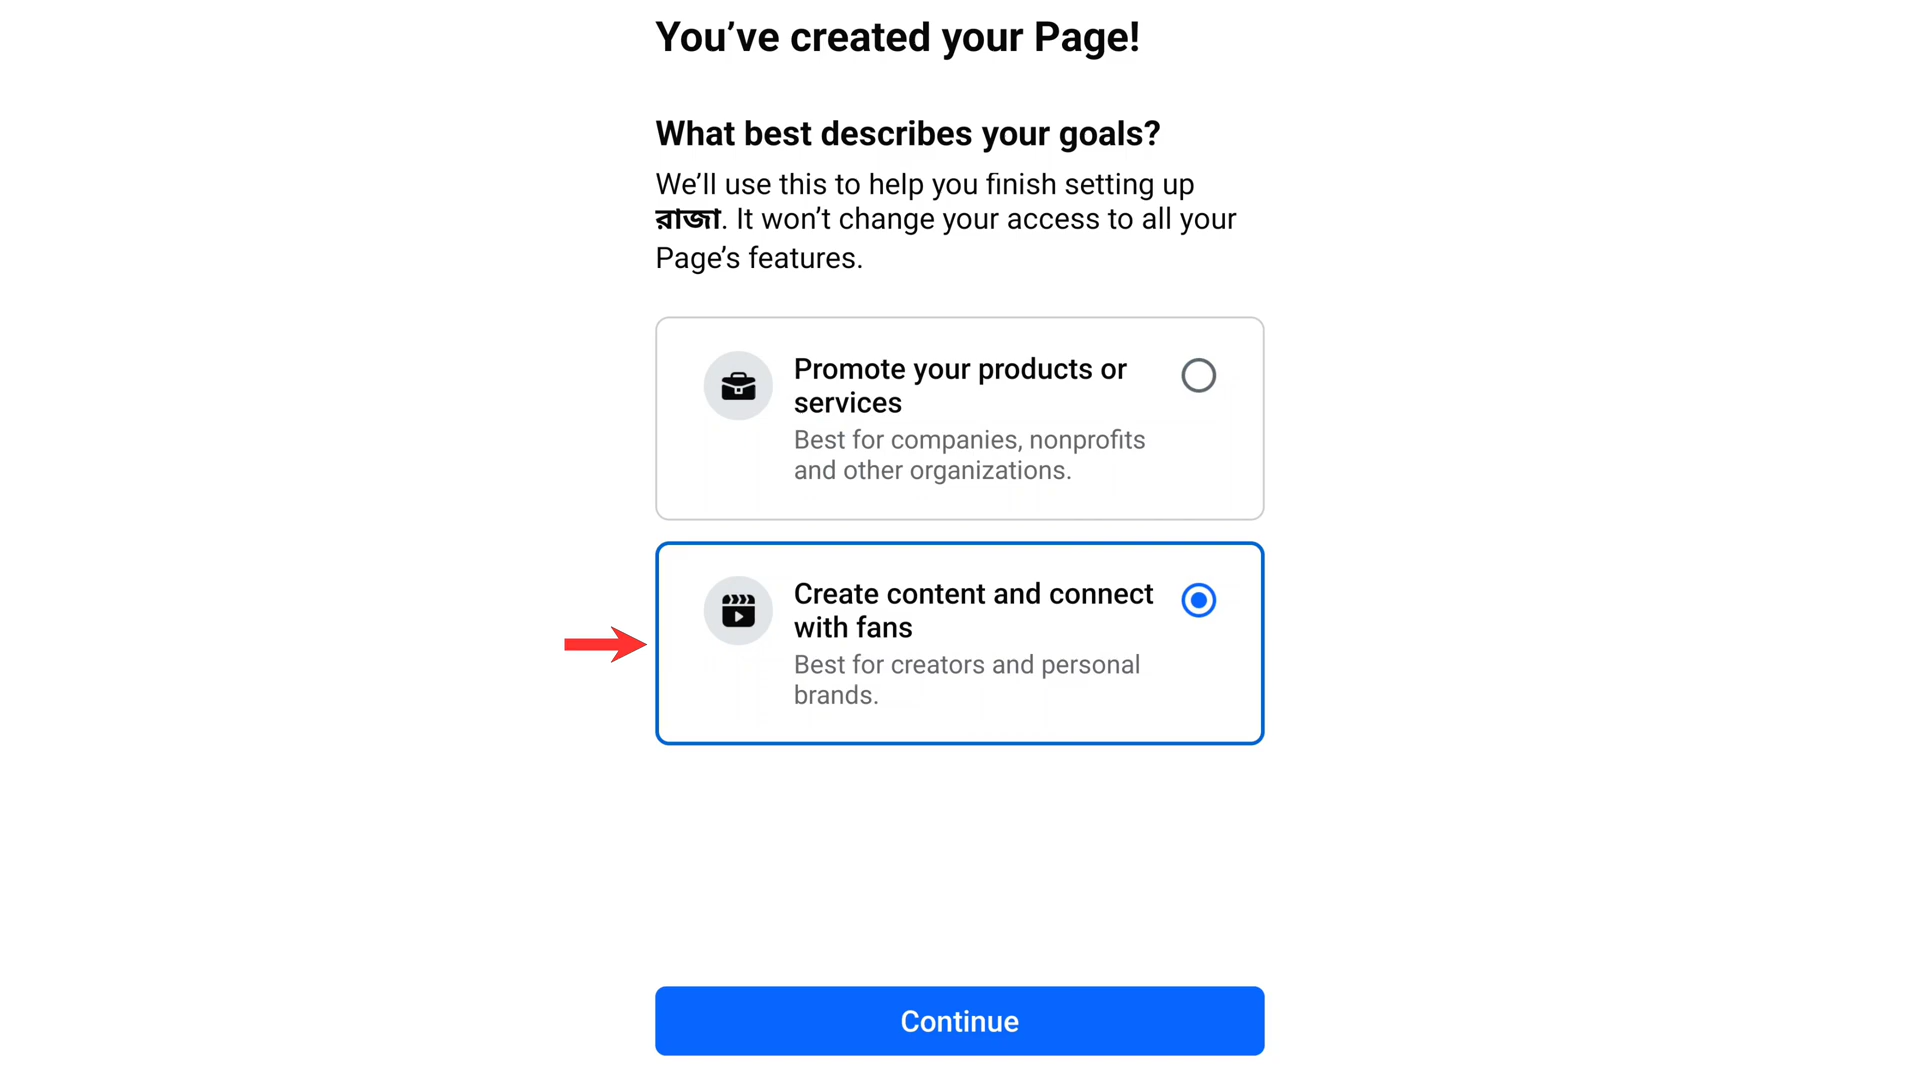 You’ve created your Page!
What best describes your goals?
We’ll use this to help you finish setting up
রাজা. It won’t change your access to all your
Page’s features.
Promote your products or
services
Best for companies, nonprofits
and other organizations.
Create content and connect
with fans
Best for creators and personal
brands.
Continue